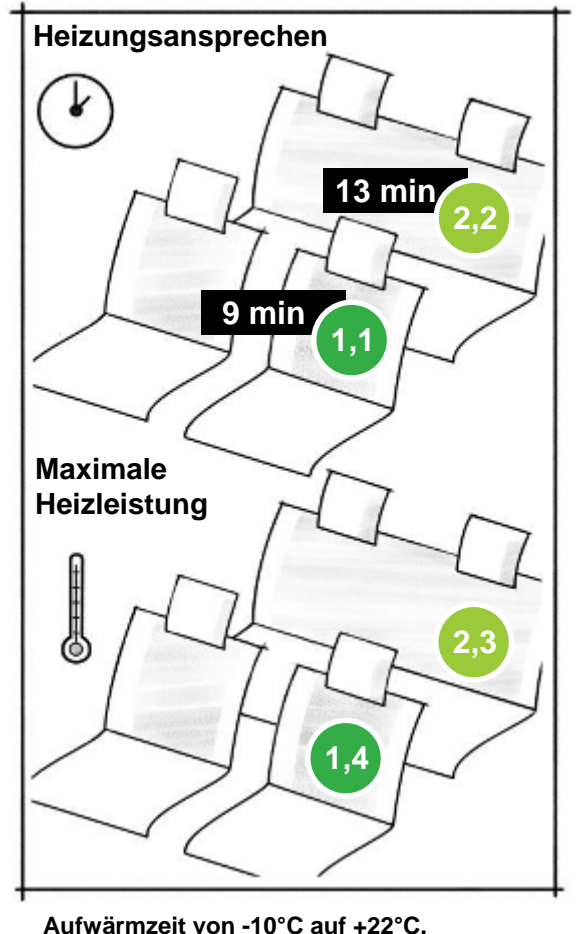 Heizungsansprechen
13 min
2,2
9 min
1,1
Maximale
Heizleistung
2,3
1,4
Aufwärmzeit von -10°C auf +22°C.